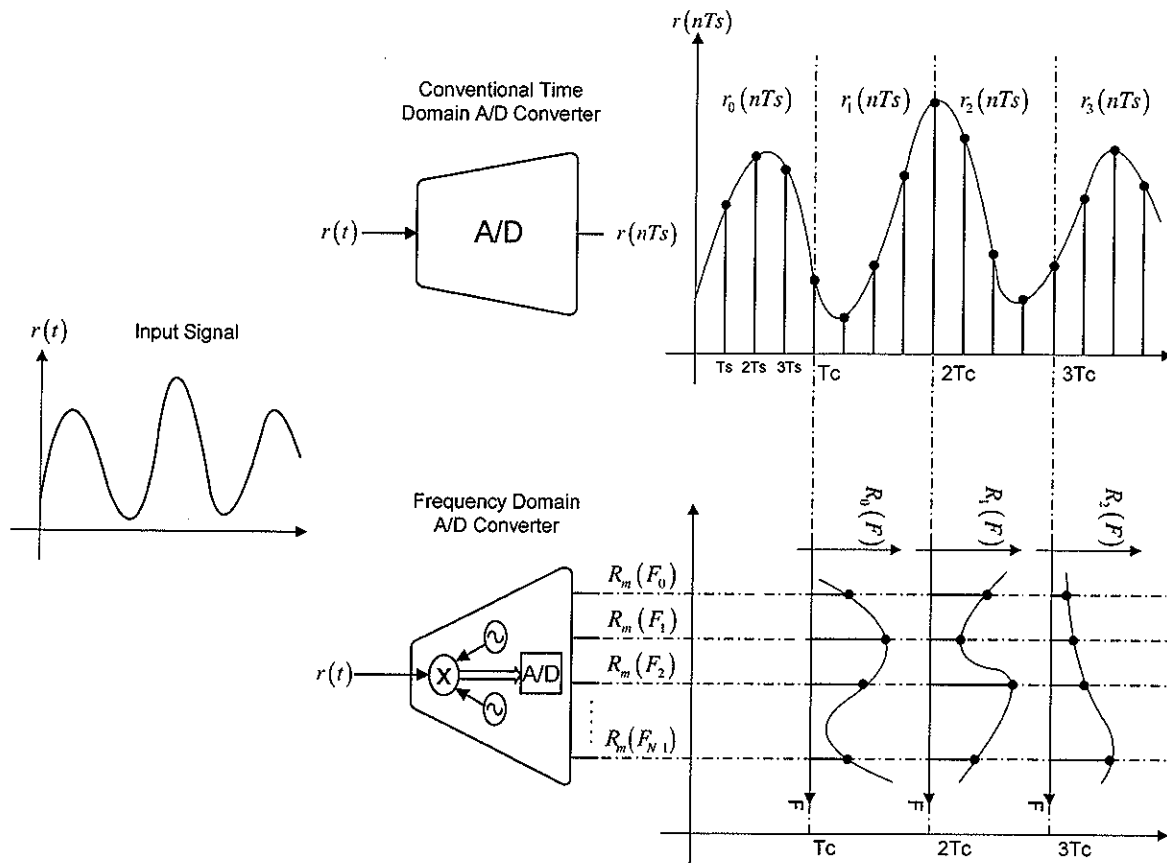 r(nTs)
Conventional Time
Domain A/D Converter
r₀(nTs)
r₁(nTs)
r₂(nTs)
r₃(nTs)
r(t)
A/D
r(nTs)
Ts
2Ts
3Ts
Tc
2Tc
3Tc
r(t)
Input Signal
Frequency Domain
A/D Converter
R₀(F)
R₁(F)
R₂(F)
Rₘ(F₀)
Rₘ(F₁)
r(t)
X
A/D
Rₘ(F₂)
Rₘ(F_{N 1})
F
F
F
Tc
2Tc
3Tc